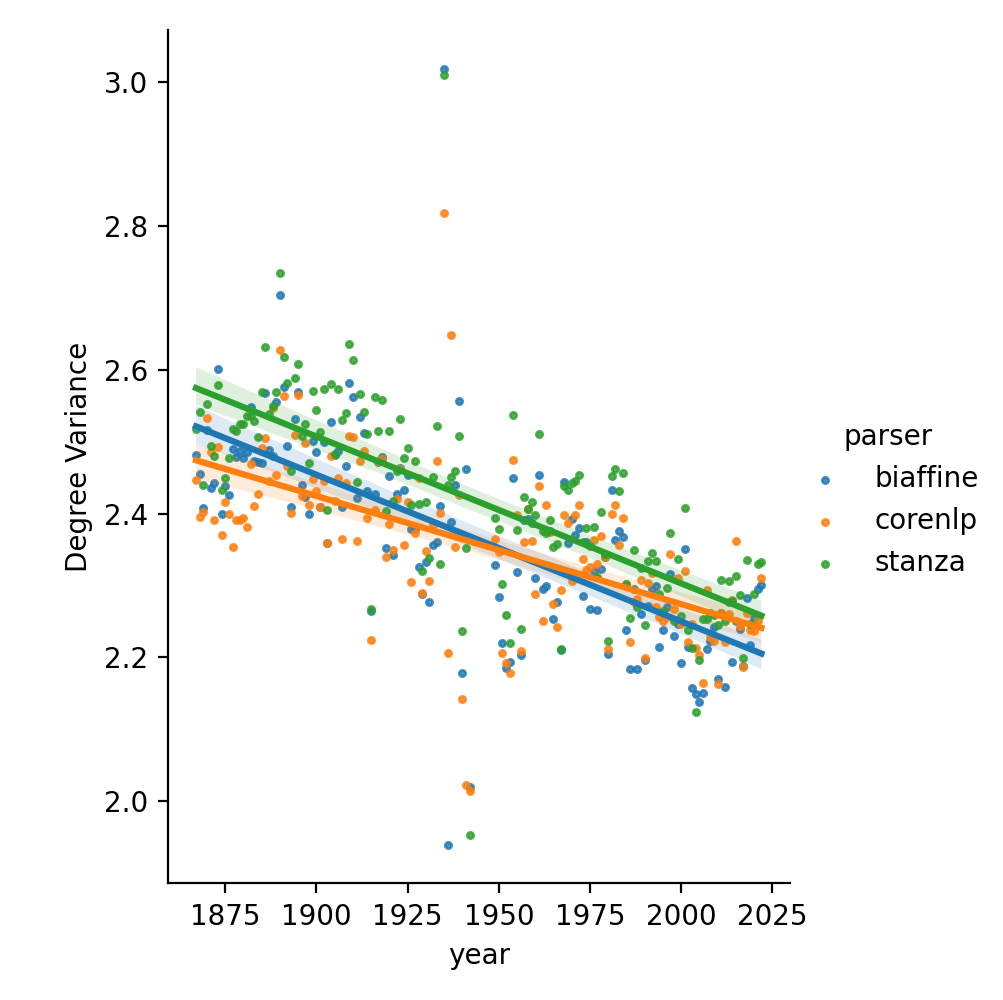 3.0
2.8
2.6
2.4
2.2
2.0
Degree Variance
1875 1900 1925 1950 1975 2000 2025
year
parser
biaffine
corenlp
stanza